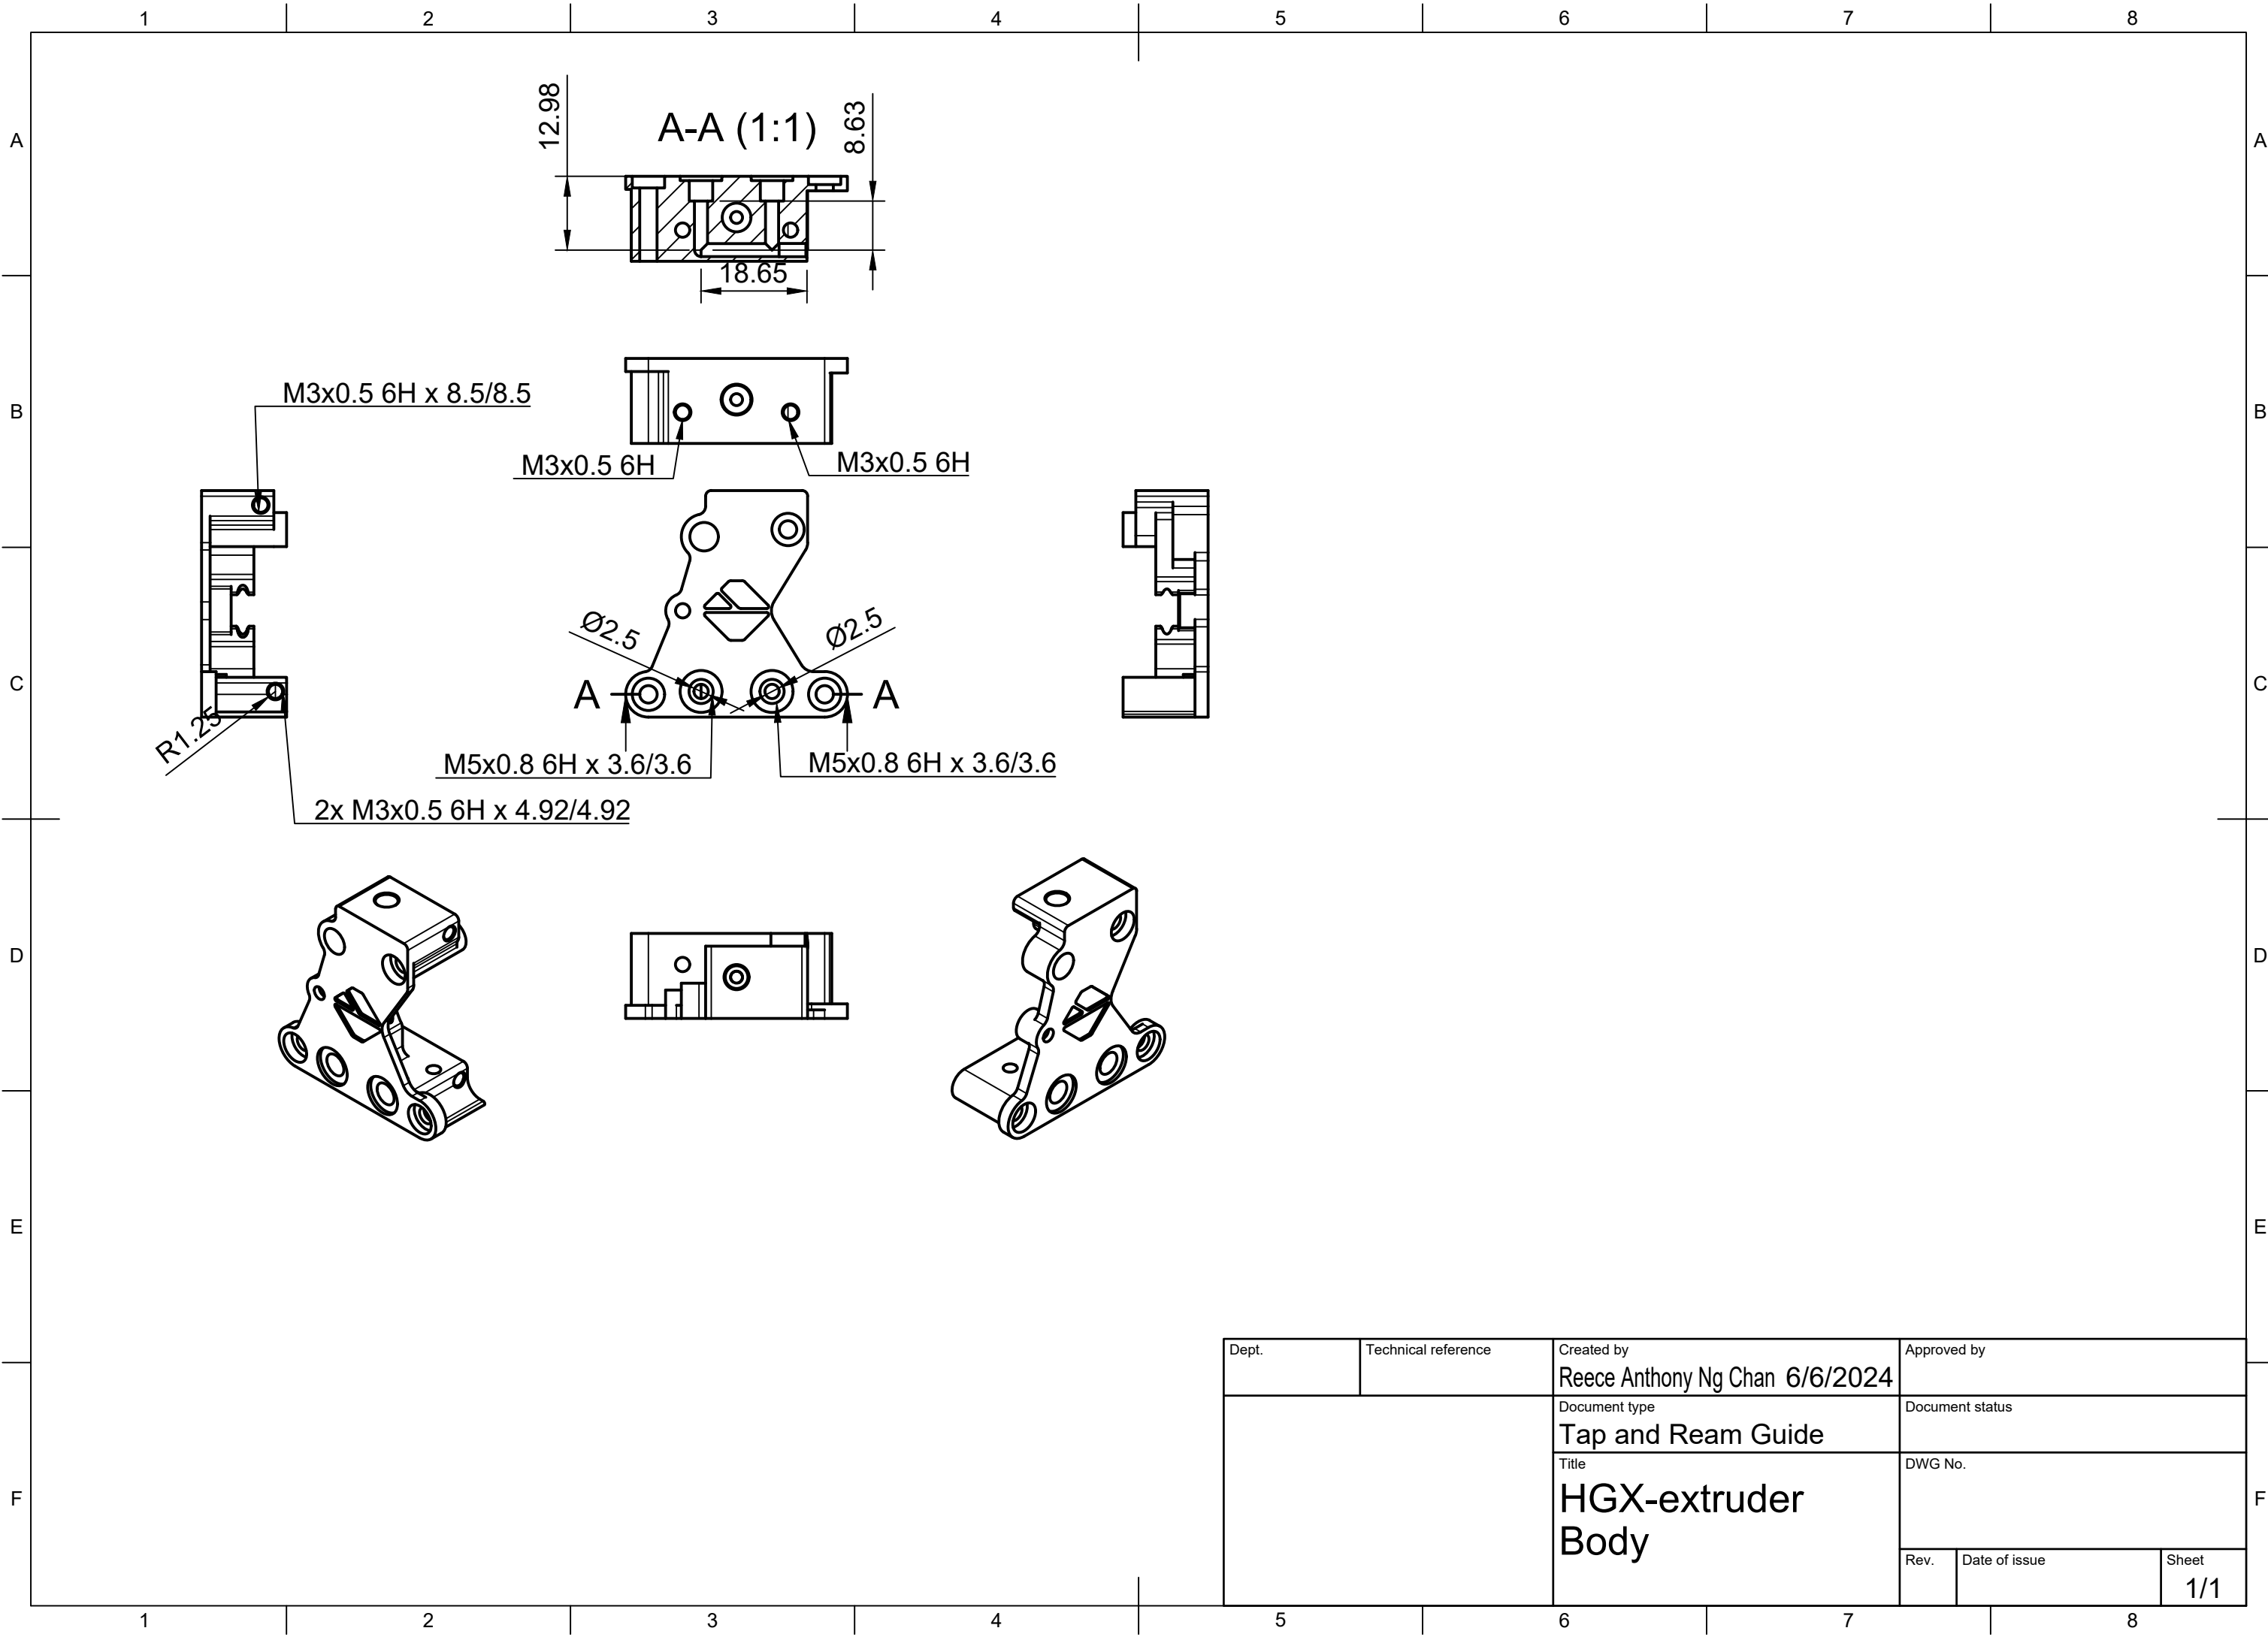 1 2 3 4 5 6 7 8
A A
12.98
A-A (1:1)
8.63
18.65
B B
M3x0.5 6H x 8.5/8.5
M3x0.5 6H
M3x0.5 6H
Ø2.5
Ø2.5
C C
A A
R1.25
M5x0.8 6H x 3.6/3.6
M5x0.8 6H x 3.6/3.6
2x M3x0.5 6H x 4.92/4.92
D D
E E
Dept.
Technical reference
Created by
Reece Anthony Ng Chan 6/6/2024
Approved by
Document type
Tap and Ream Guide
Document status
Title
HGX-extruder
Body
DWG No.
F F
Rev.
Date of issue
Sheet
1/1
1 2 3 4 5 6 7 8